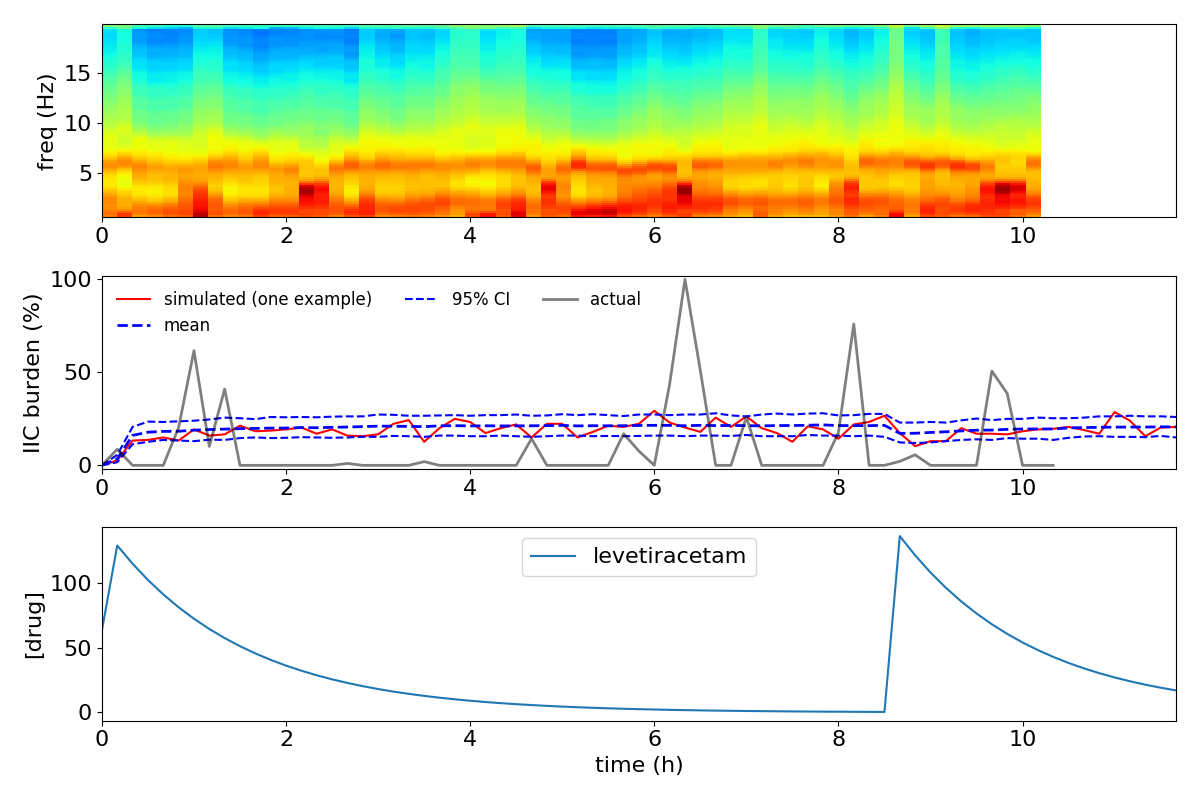 freq (Hz)
15
10
5
0 2 4 6 8 10
IIC burden (%)
100
50
0
simulated (one example) 95% CI actual
mean
0 2 4 6 8 10
[drug]
100
50
0
levetiracetam
0 2 4 6 8 10
time (h)